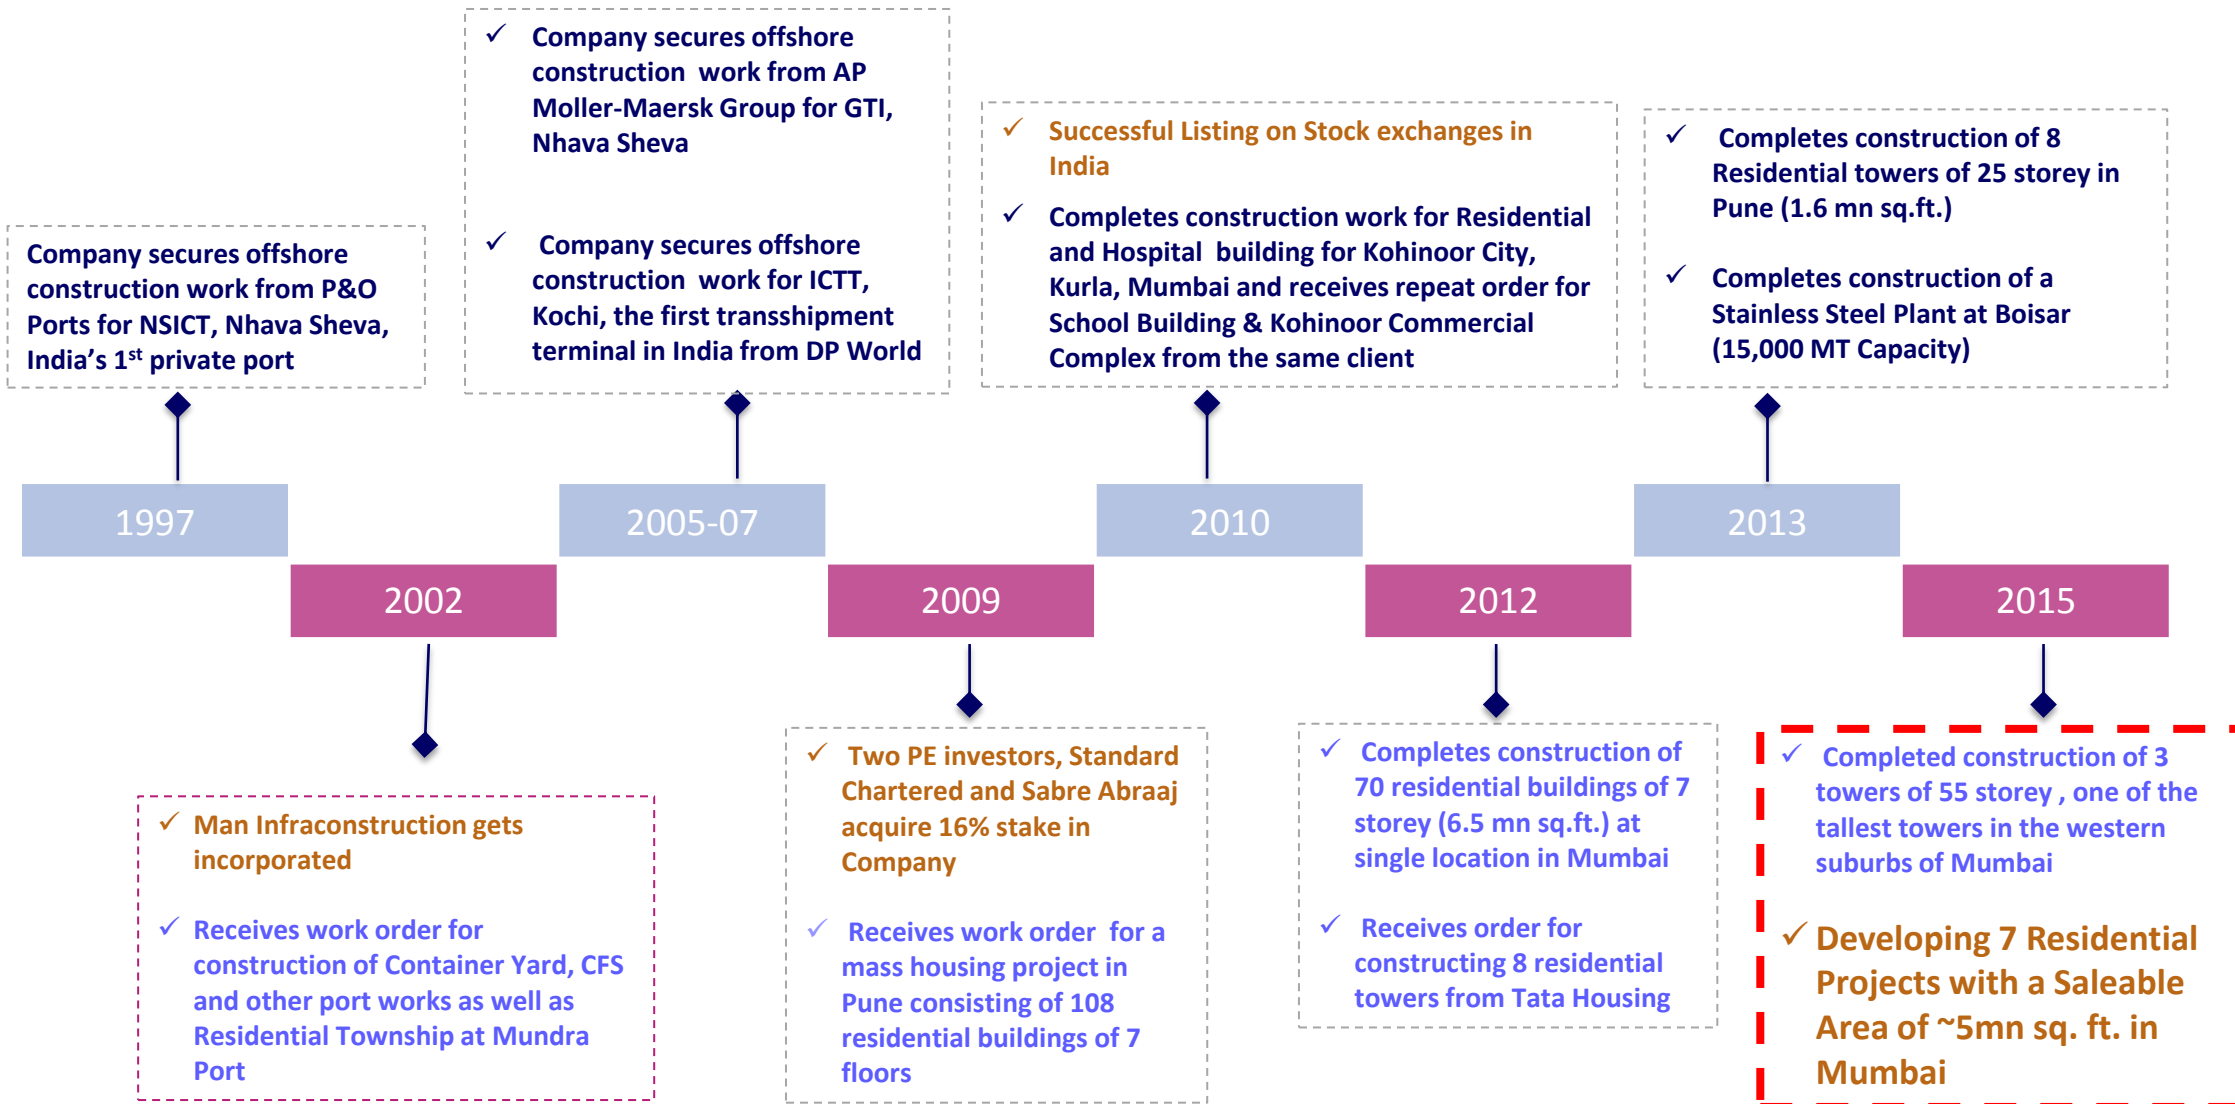 Company secures offshore
construction work from P&O
Ports for NSICT, Nhava Sheva,
India’s 1st private port
1997
✓ Man Infraconstruction gets
incorporated
✓ Receives work order for
construction of Container Yard, CFS
and other port works as well as
Residential Township at Mundra
Port
2002
✓ Company secures offshore
construction work from AP
Moller-Maersk Group for GTI,
Nhava Sheva
✓ Company secures offshore
construction work for ICTT,
Kochi, the first transshipment
terminal in India from DP World
2005-07
✓ Two PE investors, Standard
Chartered and Sabre Abraaj
acquire 16% stake in
Company
✓ Receives work order for a
mass housing project in
Pune consisting of 108
residential buildings of 7
floors
2009
✓ Successful Listing on Stock exchanges in
India
✓ Completes construction work for Residential
and Hospital building for Kohinoor City,
Kurla, Mumbai and receives repeat order for
School Building & Kohinoor Commercial
Complex from the same client
2010
✓ Completes construction of
70 residential buildings of 7
storey (6.5 mn sq.ft.) at
single location in Mumbai
✓ Receives order for
constructing 8 residential
towers from Tata Housing
2012
✓ Completes construction of 8
Residential towers of 25 storey in
Pune (1.6 mn sq.ft.)
✓ Completes construction of a
Stainless Steel Plant at Boisar
(15,000 MT Capacity)
2013
✓ Completed construction of 3
towers of 55 storey , one of the
tallest towers in the western
suburbs of Mumbai
✓ Developing 7 Residential
Projects with a Saleable
Area of ~5mn sq. ft. in
Mumbai
2015